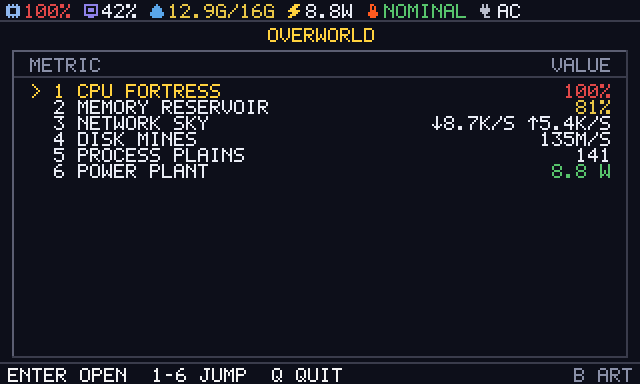 100% 42% 12.9G/16G 8.8W NOMINAL AC
OVERWORLD
METRIC VALUE
> 1 CPU FORTRESS 100%
2 MEMORY RESERVOIR 81%
3 NETWORK SKY ↓8.7K/S ↑5.4K/S
4 DISK MINES 135M/S
5 PROCESS PLAINS 141
6 POWER PLANT 8.8 W
ENTER OPEN 1-6 JUMP Q QUIT B ART